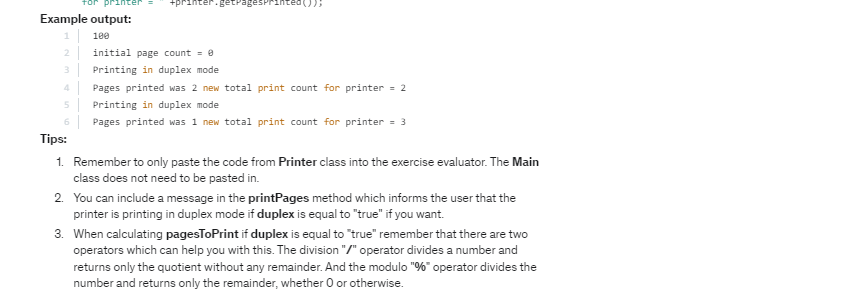 for printer = " +printer.getPagesPrinted());
Example output:
1 100
2 initial page count = 0
3 Printing in duplex mode
4 Pages printed was 2 new total print count for printer = 2
5 Printing in duplex mode
6 Pages printed was 1 new total print count for printer = 3
Tips:
1. Remember to only paste the code from Printer class into the exercise evaluator. The Main
class does not need to be pasted in.
2. You can include a message in the printPages method which informs the user that the
printer is printing in duplex mode if duplex is equal to "true" if you want.
3. When calculating pagesToPrint if duplex is equal to "true" remember that there are two
operators which can help you with this. The division "/" operator divides a number and
returns only the quotient without any remainder. And the modulo "%" operator divides the
number and returns only the remainder, whether 0 or otherwise.